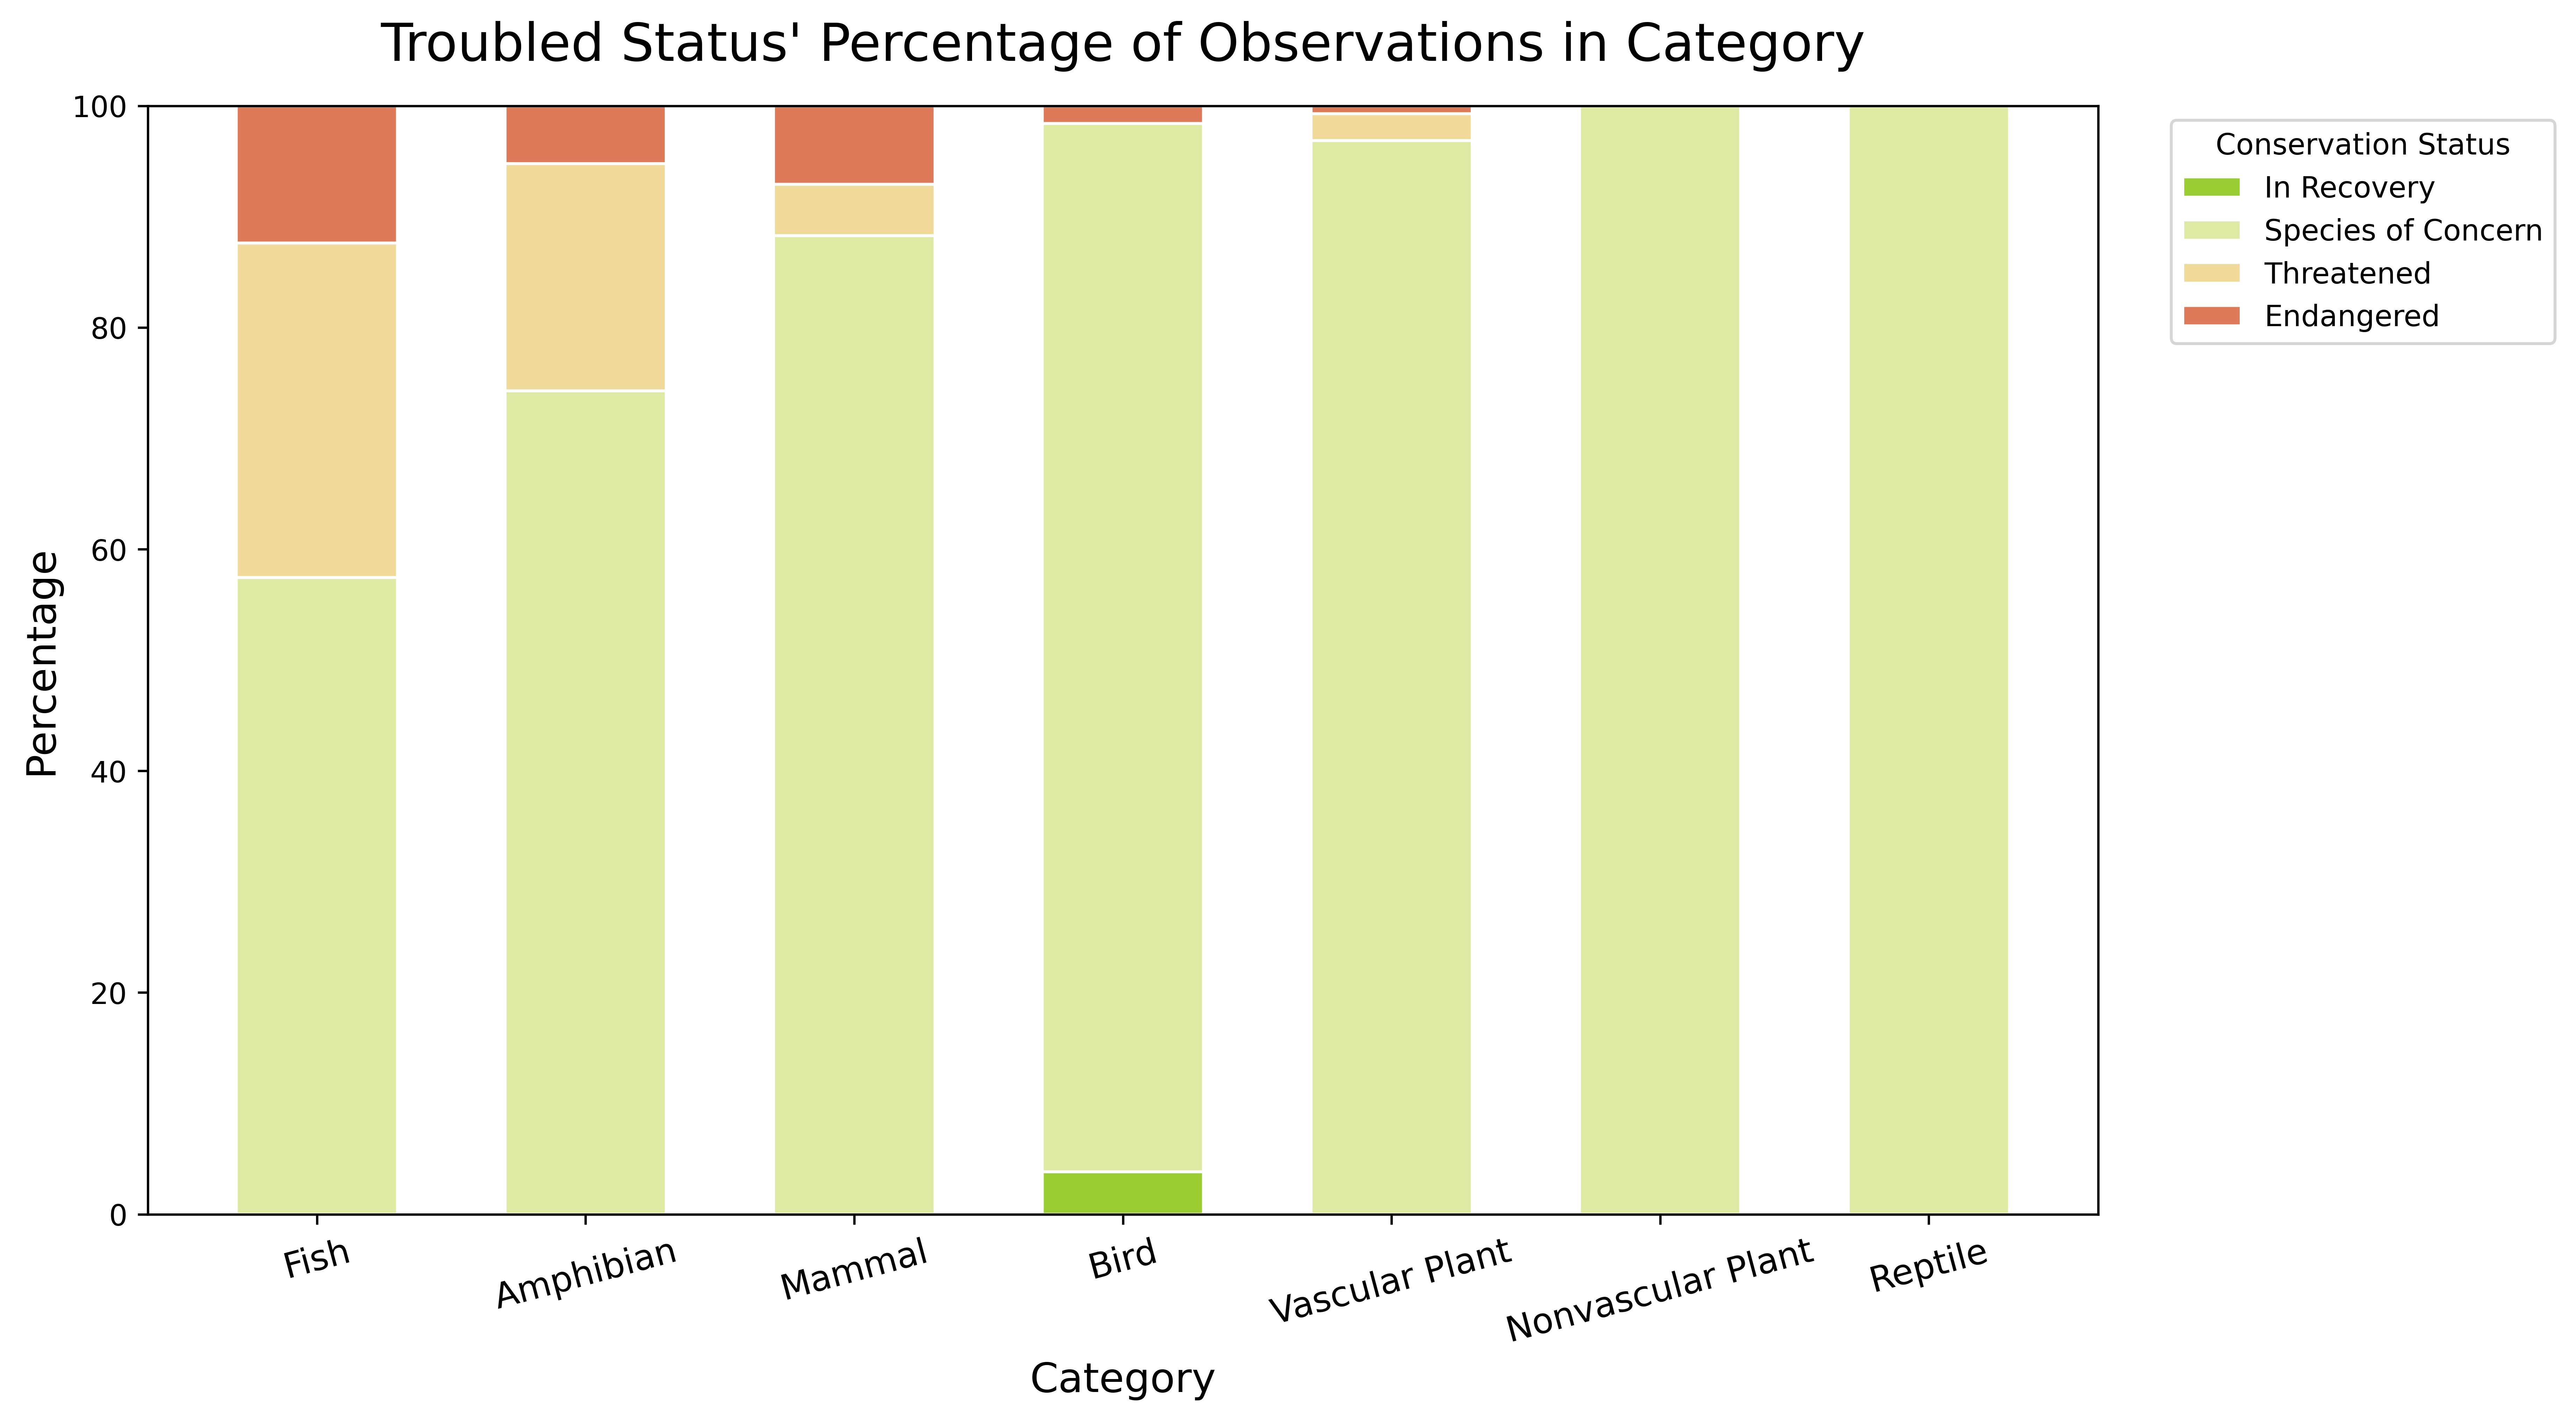 Troubled Status' Percentage of Observations in Category
100
80
60
40
20
0
Percentage
Fish
Amphibian
Mammal
Bird
Vascular Plant
Nonvascular Plant
Reptile
Category
Conservation Status
In Recovery
Species of Concern
Threatened
Endangered